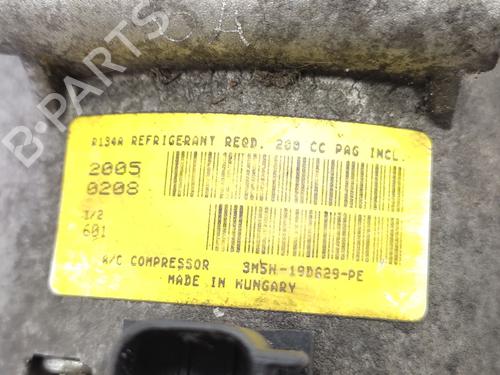 B-PARTS
0A
R134A REFRIGERANT REQD. 200 CC PAG INCL.
2005
0208
1/2
601
A/C COMPRESSOR 3M5H-19D629-PE
MADE IN HUNGARY